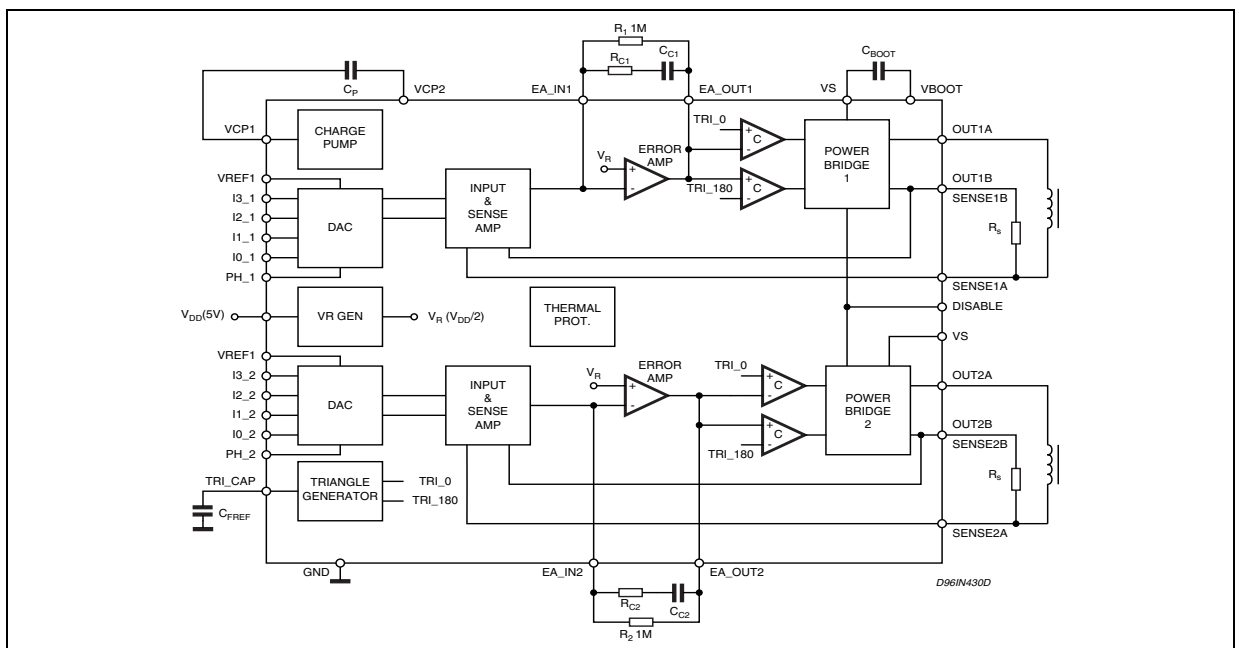 R1 1M
RC1
CC1
CBOOT
CP
VCP2
EA_IN1
EA_OUT1
VS
VBOOT
VCP1
CHARGE
PUMP
TRI_0
+
-
C
OUT1A
VR
ERROR
AMP
+
-
POWER
BRIDGE
1
VREF1
I3_1
I2_1
I1_1
I0_1
PH_1
DAC
INPUT
&
SENSE
AMP
TRI_180
+
-
C
OUT1B
SENSE1B
Rs
SENSE1A
DISABLE
VDD(5V)
VR GEN
VR (VDD/2)
THERMAL
PROT.
VS
VREF1
I3_2
I2_2
I1_2
I0_2
PH_2
DAC
INPUT
&
SENSE
AMP
VR
ERROR
AMP
+
-
TRI_0
+
-
C
POWER
BRIDGE
2
OUT2A
TRI_180
+
-
C
OUT2B
SENSE2B
Rs
TRI_CAP
TRIANGLE
GENERATOR
TRI_0
TRI_180
CFREF
SENSE2A
GND
EA_IN2
EA_OUT2
D96IN430D
RC2
CC2
R2 1M